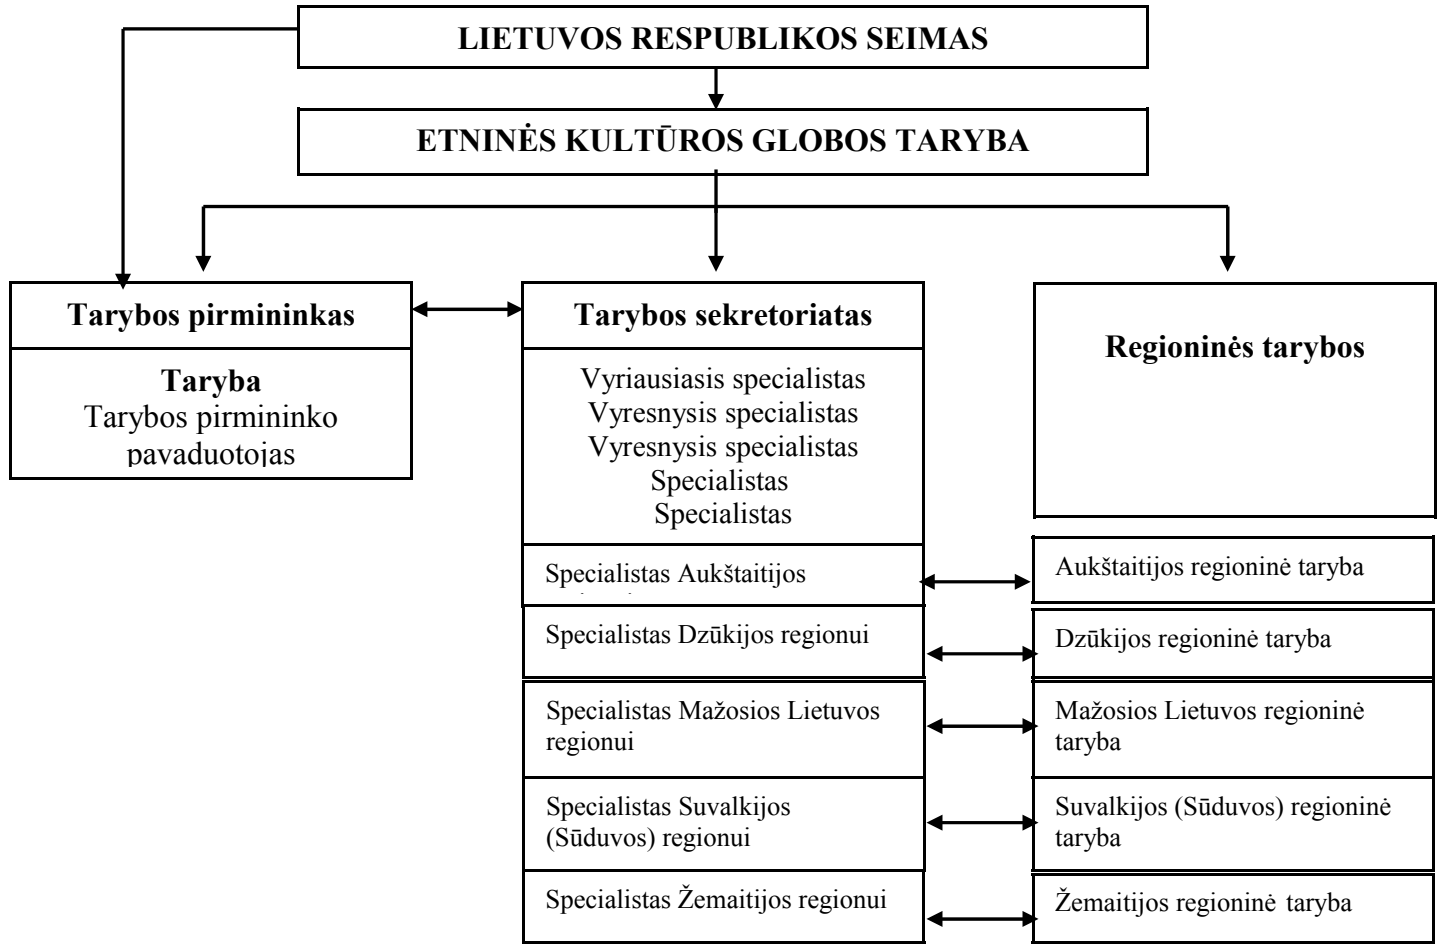 LIETUVOS RESPUBLIKOS SEIMAS
ETNINĖS KULTŪROS GLOBOS TARYBA
Tarybos pirmininkas
Taryba
Tarybos pirmininko
pavaduotojas
Tarybos sekretoriatas
Vyriausiasis specialistas
Vyresnysis specialistas
Vyresnysis specialistas
Specialistas
Specialistas
Specialistas Aukštaitijos
Specialistas Dzūkijos regionui
Specialistas Mažosios Lietuvos
regionui
Specialistas Suvalkijos
(Sūduvos) regionui
Specialistas Žemaitijos regionui
Regioninės tarybos
Aukštaitijos regioninė taryba
Dzūkijos regioninė taryba
Mažosios Lietuvos regioninė
taryba
Suvalkijos (Sūduvos) regioninė
taryba
Žemaitijos regioninė taryba